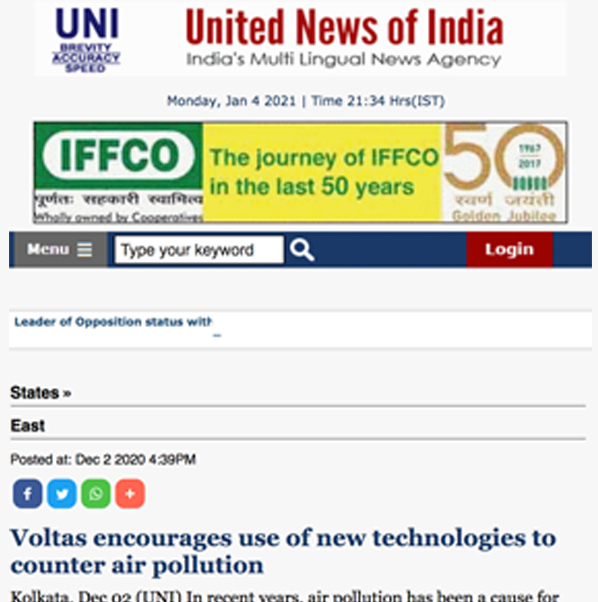 UNI
BREVITY
ACCURACY
SPEED
United News of India
India's Multi Lingual News Agency
Monday, Jan 4 2021 | Time 21:34 Hrs(IST)
IFFCO
पूर्णतः सहकारी स्वामित्व
Wholly owned by Cooperatives
The journey of IFFCO
in the last 50 years
50
1967
2017
स्वर्ण जयंती
Golden Jubilee
Menu
Type your keyword
Login
Leader of Opposition status with
_
States »
East
Posted at: Dec 2 2020 4:39PM
Voltas encourages use of new technologies to
counter air pollution
Kolkata, Dec 02 (UNI) In recent years, air pollution has been a cause for